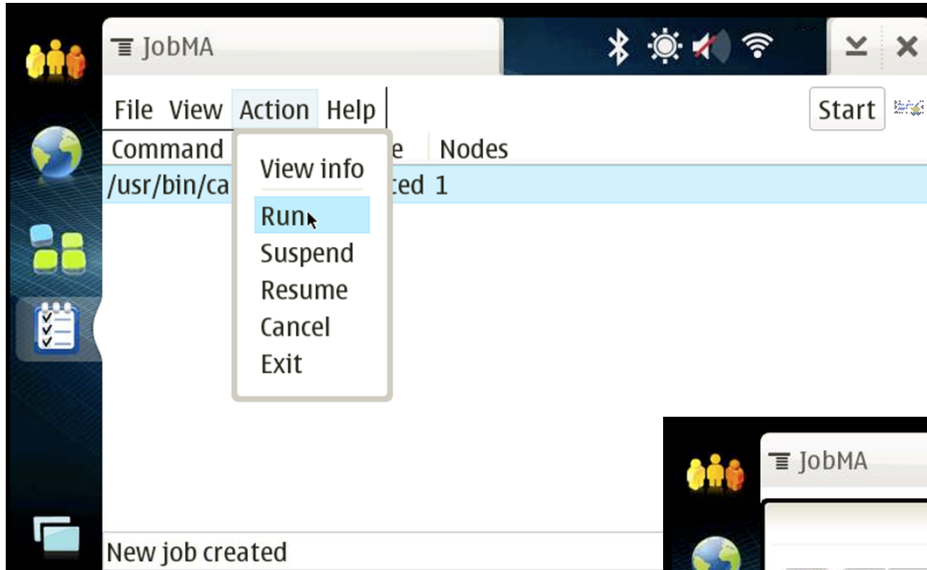 JobMA
File View Action Help
Start
Command
e
Nodes
/usr/bin/ca
ted 1
View info
Run
Suspend
Resume
Cancel
Exit
JobMA
New job created